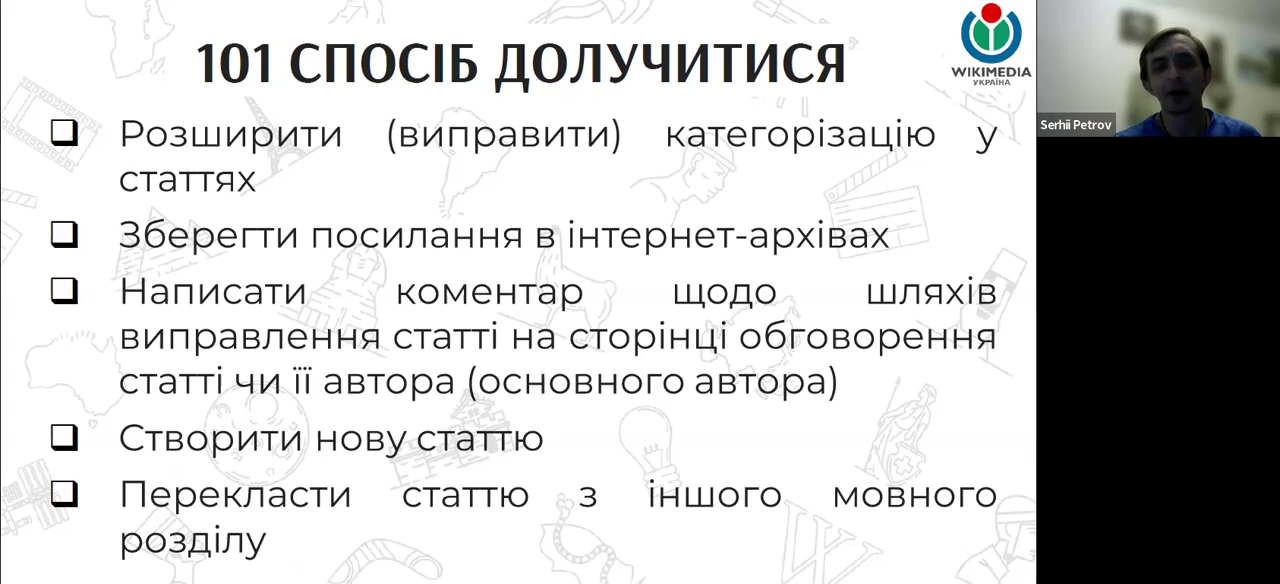 101 СПОСІБ ДОЛУЧИТИСЯ
WIKIMEDIA
УКРАЇНА
Serhii Petrov
Розширити (виправити) категорізацію у
статтях
Зберегти посилання в інтернет-архівах
Написати коментар щодо шляхів
виправлення статті на сторінці обговорення
статті чи її автора (основного автора)
Створити нову статтю
Перекласти статтю з іншого мовного
розділу